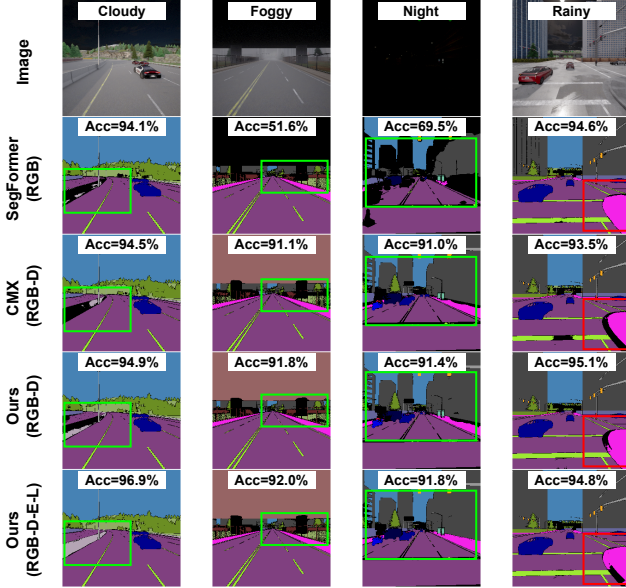 Cloudy Foggy Night Rainy
Image
SegFormer
(RGB)
Acc=94.1% Acc=51.6% Acc=69.5% Acc=94.6%
CMX
(RGB-D)
Acc=94.5% Acc=91.1% Acc=91.0% Acc=93.5%
Ours
(RGB-D)
Acc=94.9% Acc=91.8% Acc=91.4% Acc=95.1%
Ours
(RGB-D-E-L)
Acc=96.9% Acc=92.0% Acc=91.8% Acc=94.8%